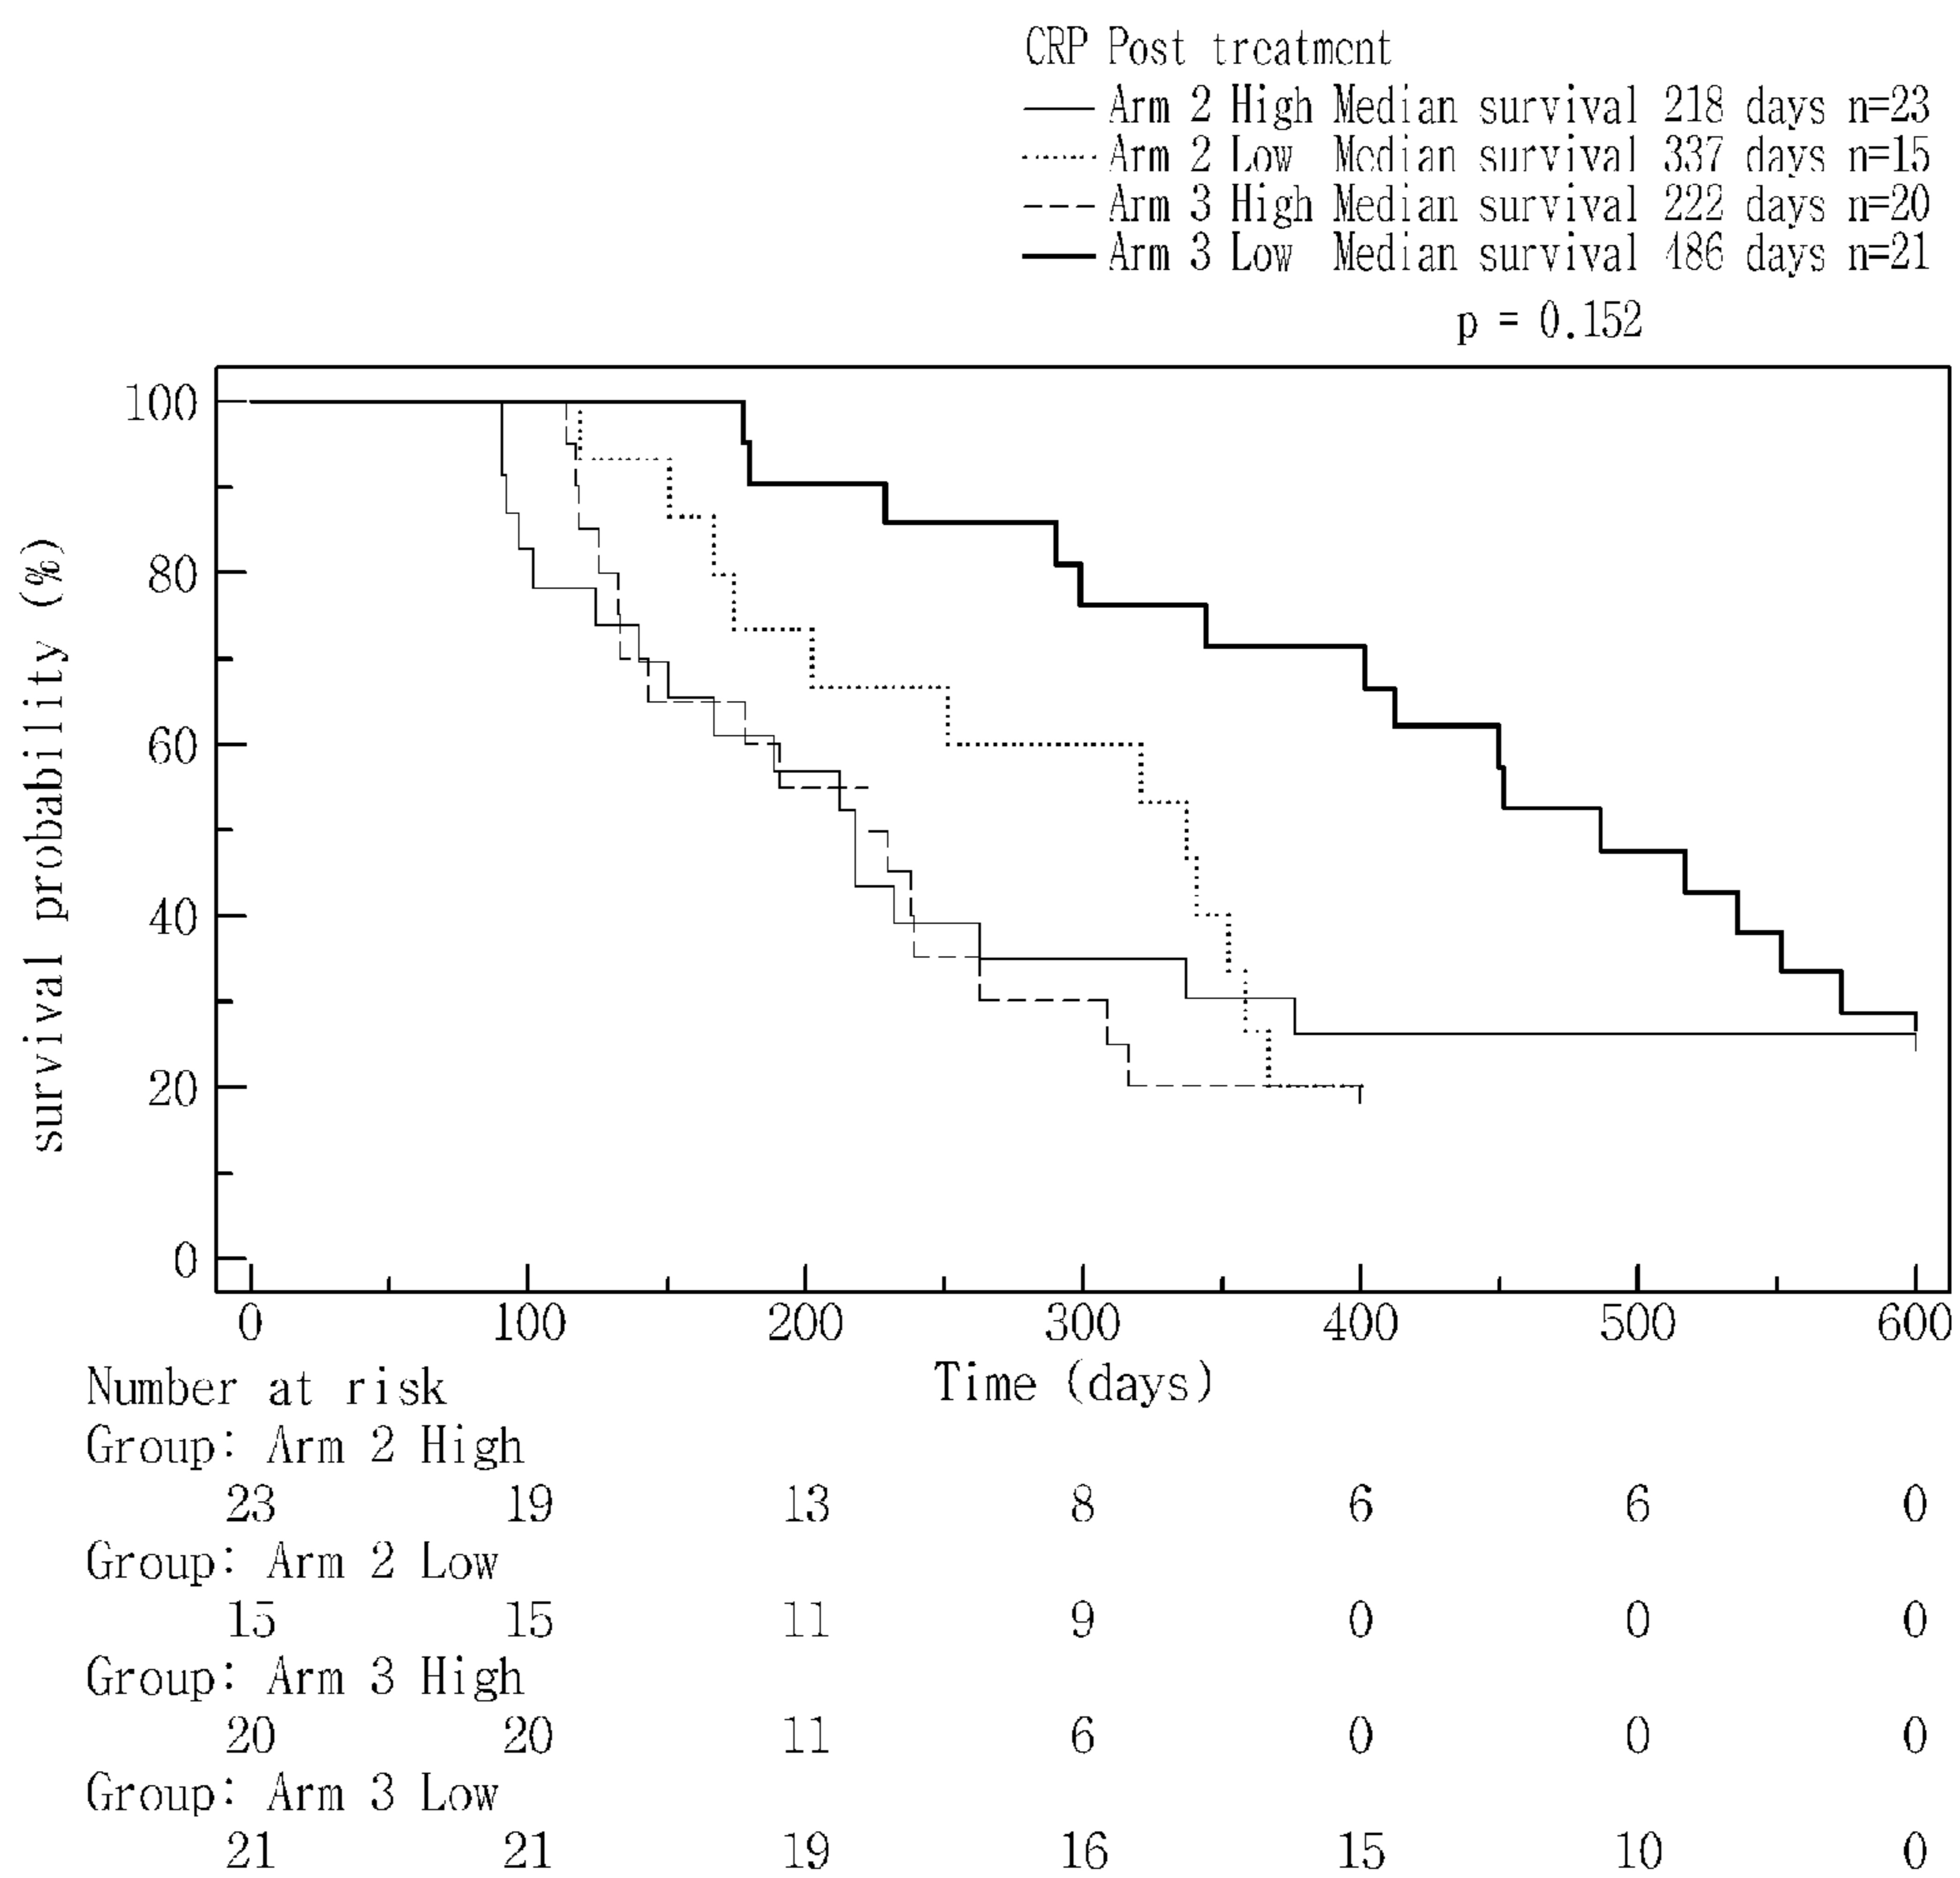 CRP Post treatment
Arm 2 High Median survival 218 days n=23
Arm 2 Low Median survival 337 days n=15
Arm 3 High Median survival 222 days n=20
Arm 3 Low Median survival 486 days n=21
p = 0.152
survival probability (%)
100
80
60
40
20
0
0 100 200 300 400 500 600
Time (days)
Number at risk
Group: Arm 2 High
23 19 13 8 6 6 0
Group: Arm 2 Low
15 15 11 9 0 0 0
Group: Arm 3 High
20 20 11 6 0 0 0
Group: Arm 3 Low
21 21 19 16 15 10 0